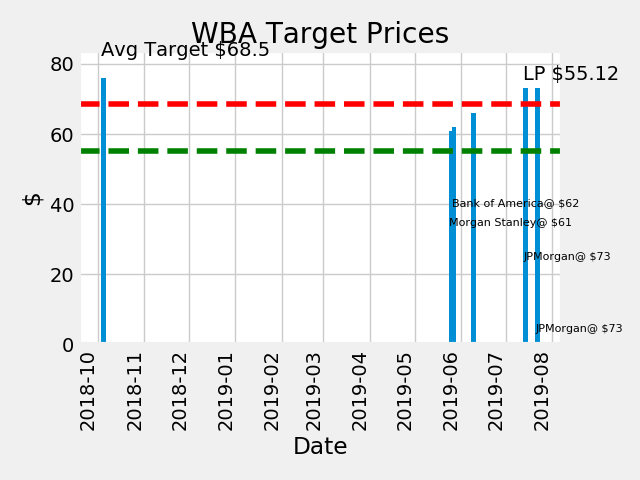 WBA Target Prices
Avg Target $68.5
LP $55.12
80
60
40
20
0
$
Bank of America@ $62
Morgan Stanley@ $61
JPMorgan@ $73
JPMorgan@ $73
2018-10
2018-11
2018-12
2019-01
2019-02
2019-03
2019-04
2019-05
2019-06
2019-07
2019-08
Date